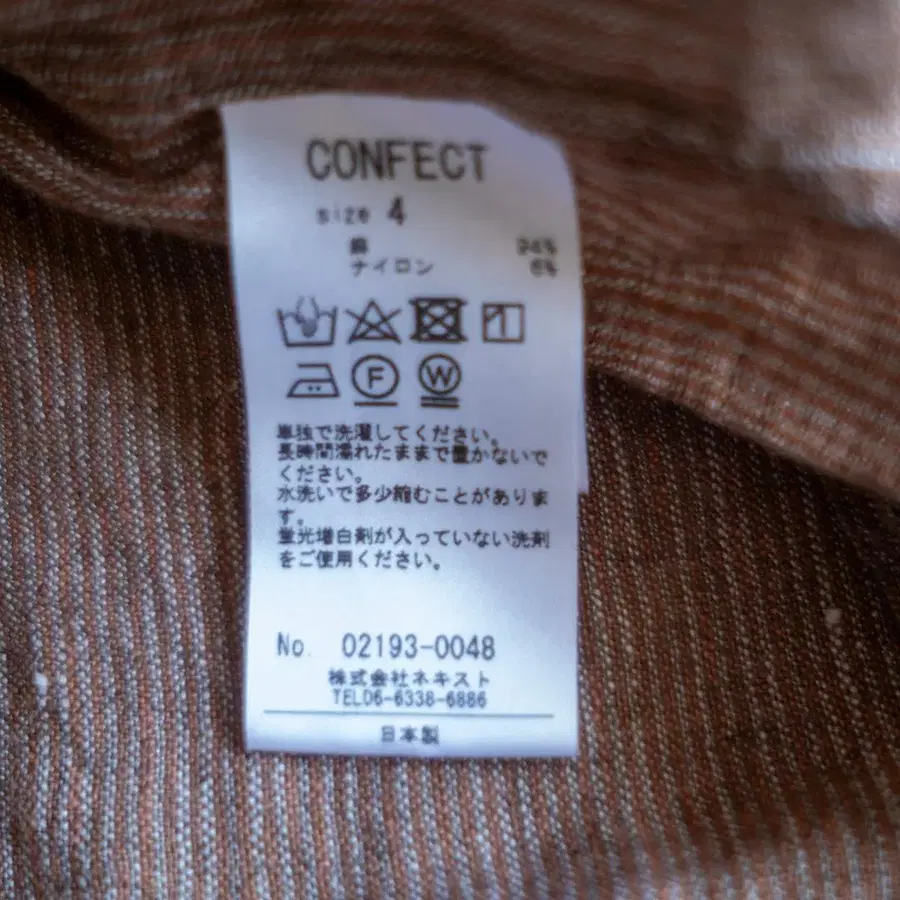 CONFECT
size 4
麻 94%
ナイロン 6%
F W
単独で洗濯してください。
長時間濡れたままで置かないで
ください。
水洗いで多少縮むことがありま
す。
蛍光増白剤が入っていない洗剤
をご使用ください。
No. 02193-0048
株式会社ネキスト
TEL06-6338-6886
日本製